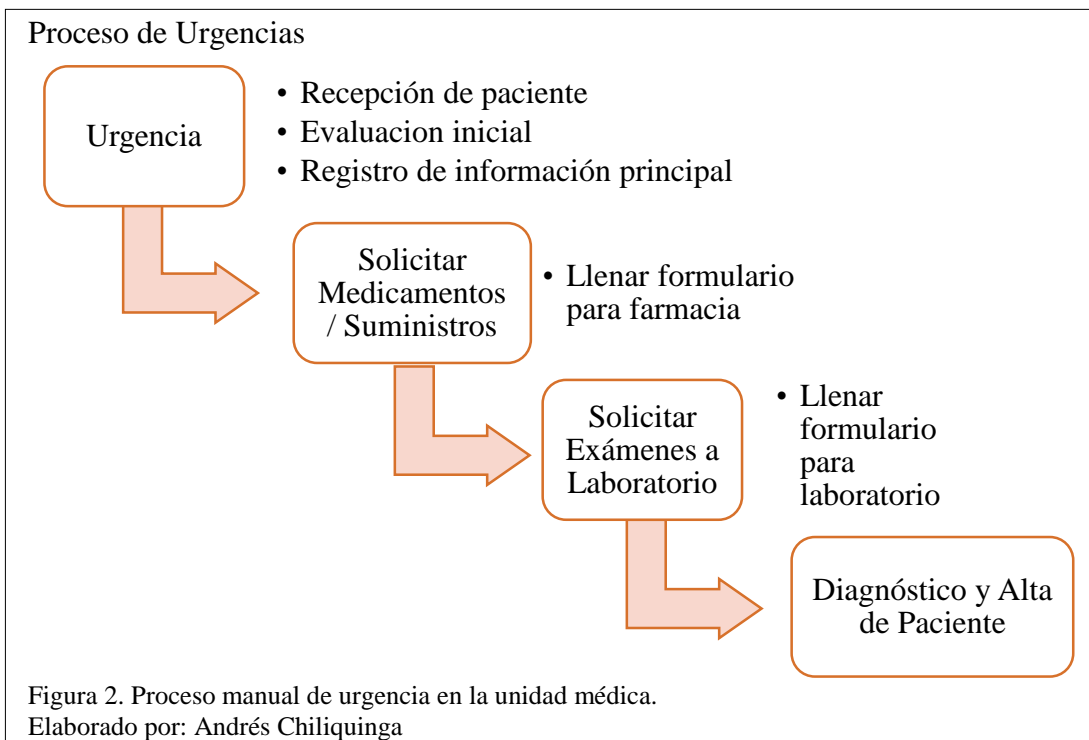 Proceso de Urgencias
Urgencia
• Recepción de paciente
• Evaluacion inicial
• Registro de información principal
Solicitar
Medicamentos
/ Suministros
• Llenar formulario
para farmacia
Solicitar
Exámenes a
Laboratorio
• Llenar
formulario
para
laboratorio
Diagnóstico y Alta
de Paciente
Figura 2. Proceso manual de urgencia en la unidad médica.
Elaborado por: Andrés Chiliquinga